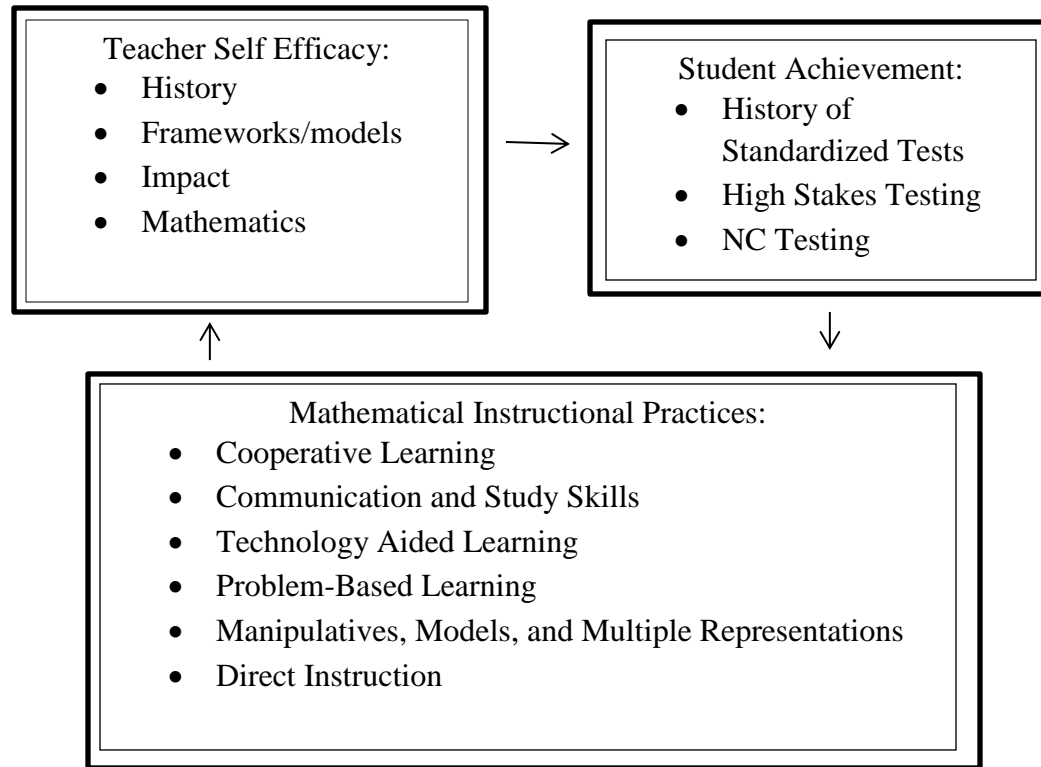 Teacher Self Efficacy:
• History
• Frameworks/models
• Impact
• Mathematics
Student Achievement:
• History of
Standardized Tests
• High Stakes Testing
• NC Testing
Mathematical Instructional Practices:
• Cooperative Learning
• Communication and Study Skills
• Technology Aided Learning
• Problem-Based Learning
• Manipulatives, Models, and Multiple Representations
• Direct Instruction